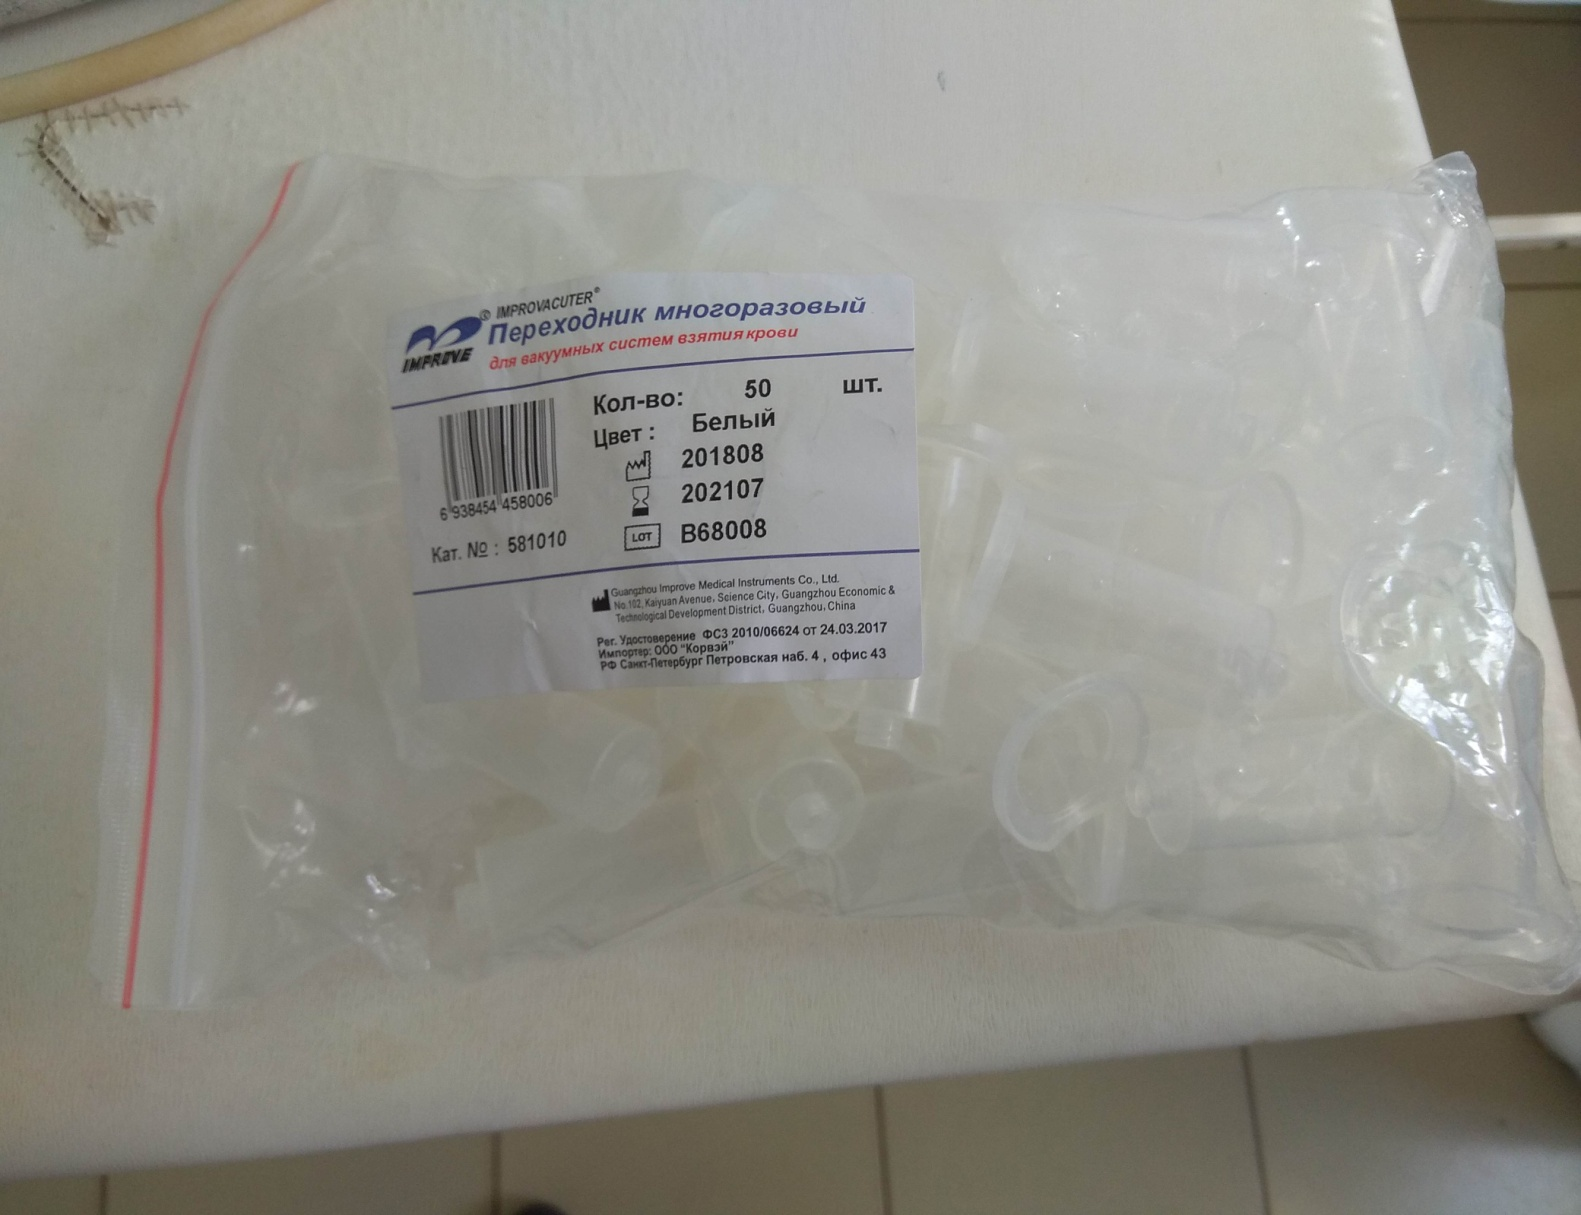 ® IMPROVACUTER®
IMPROVE
Переходник многоразовый
для вакуумных систем взятия крови
Кол-во: 50 шт.
Цвет : Белый
201808
202107
LOT B68008
6 938454 458006
Кат. № : 581010
Guangzhou Improve Medical Instruments Co., Ltd.
No.102, Kaiyuan Avenue, Science City, Guangzhou Economic &
Technological Development District, Guangzhou, China
Рег. Удостоверение ФСЗ 2010/06624 от 24.03.2017
Импортер: ООО "Корвэй"
РФ Санкт-Петербург Петровская наб. 4 , офис 43